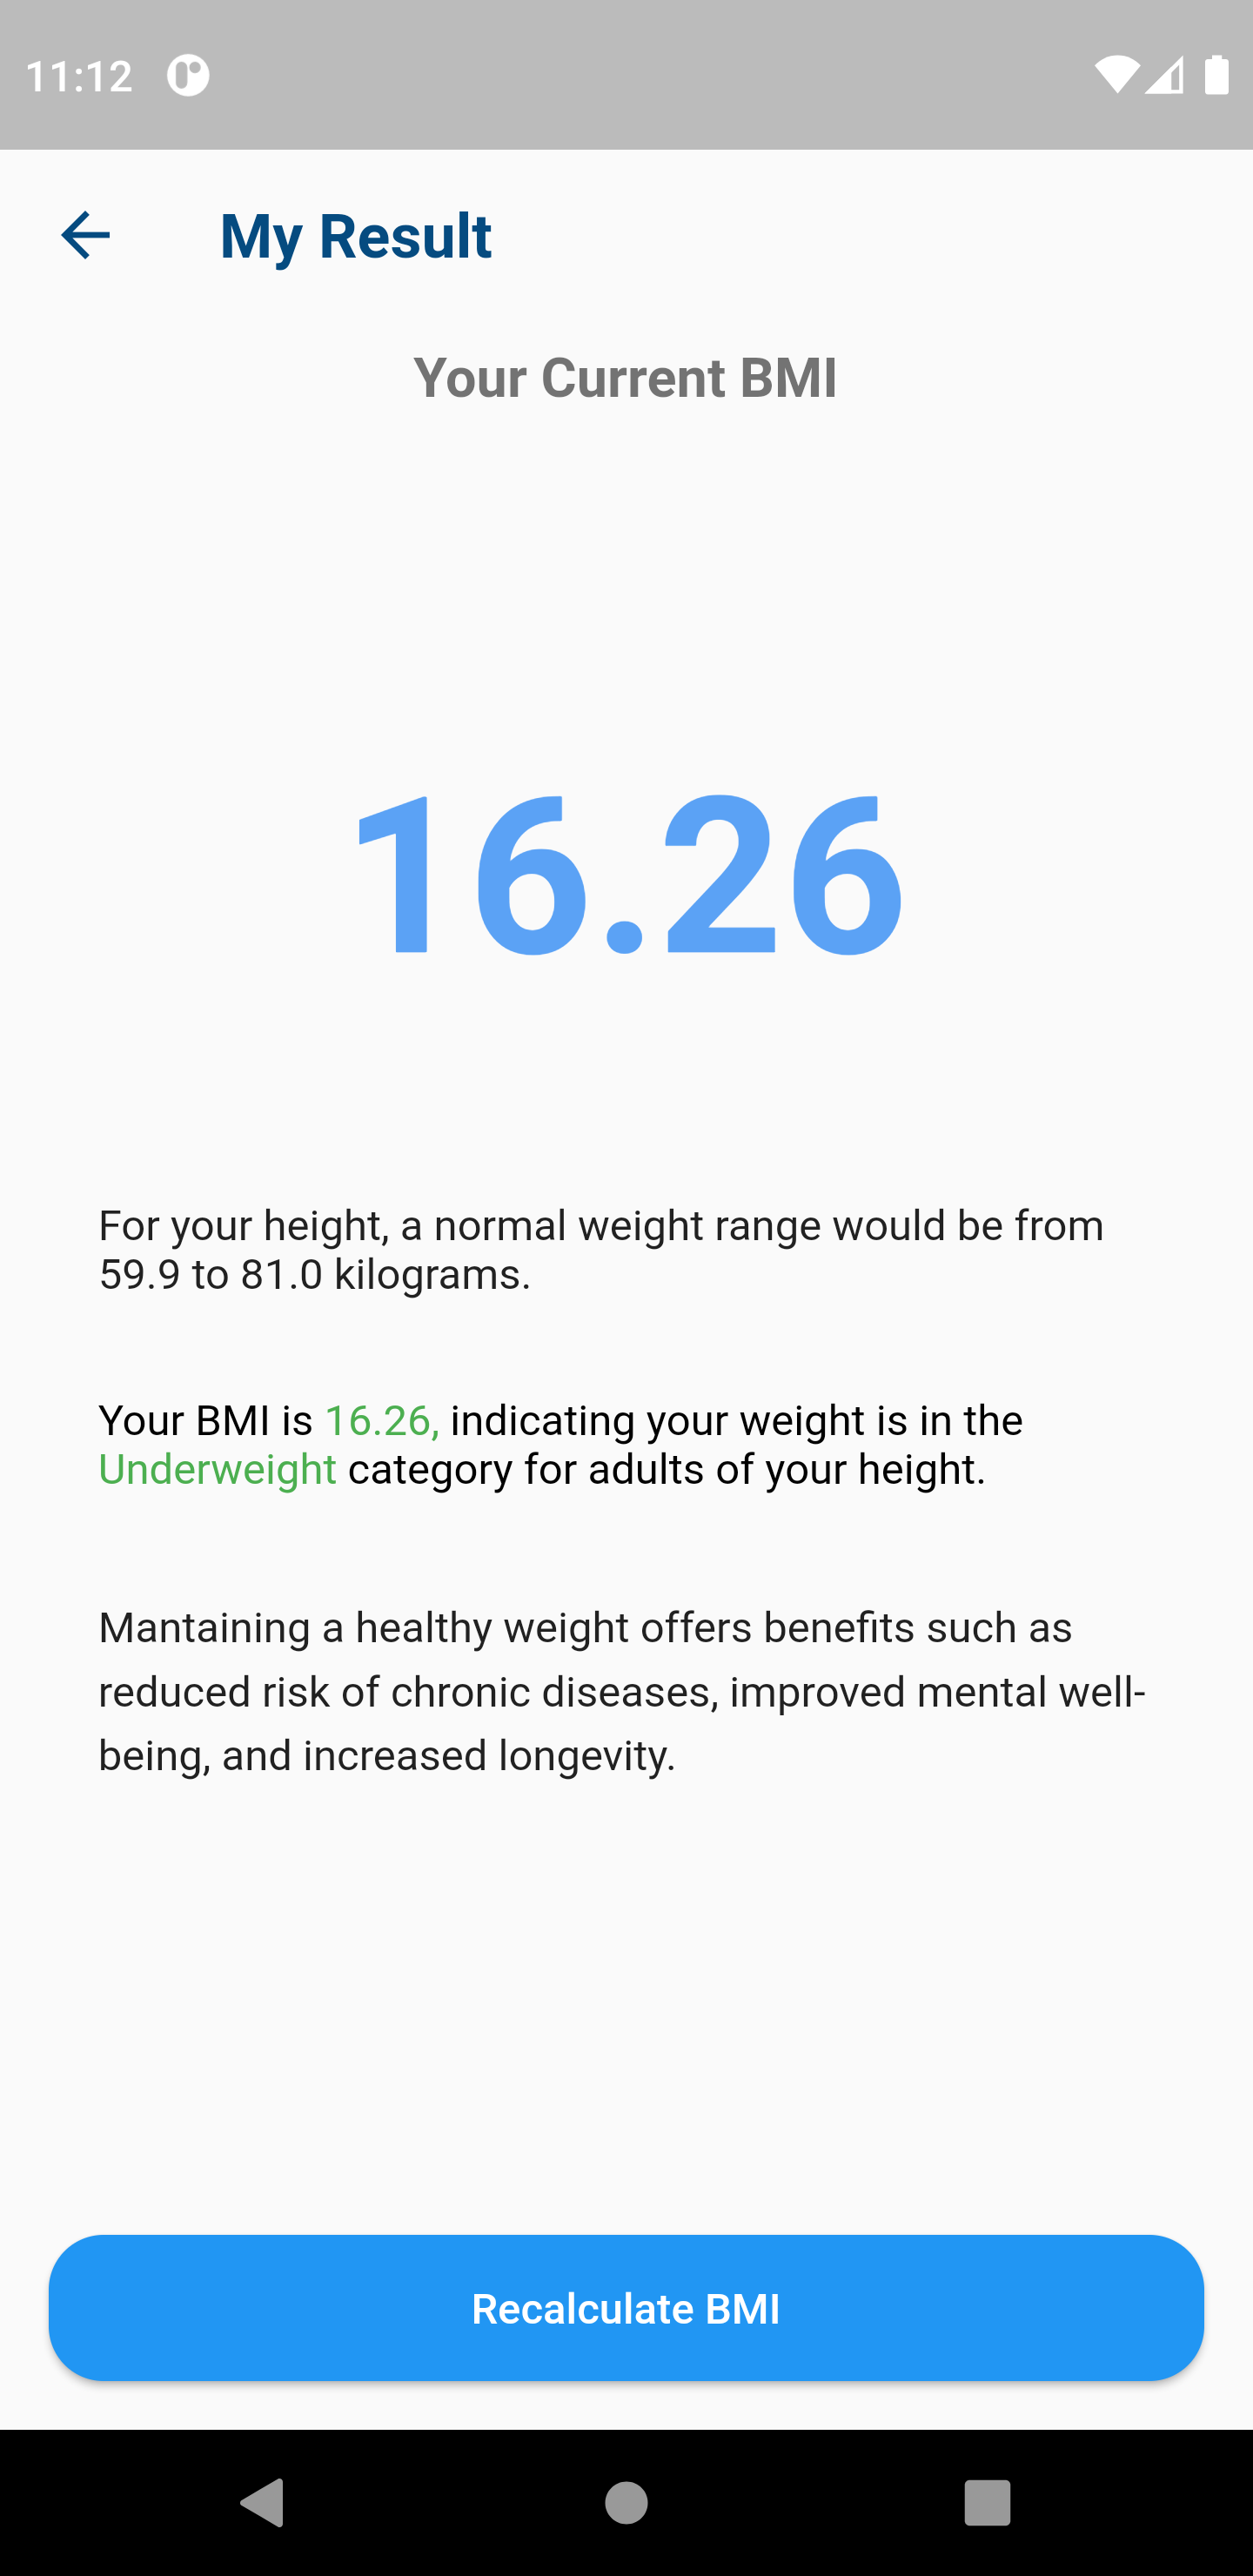 11:12
My Result
Your Current BMI
16.26
For your height, a normal weight range would be from
59.9 to 81.0 kilograms.
Your BMI is 16.26, indicating your weight is in the
Underweight category for adults of your height.
Mantaining a healthy weight offers benefits such as
reduced risk of chronic diseases, improved mental well-
being, and increased longevity.
Recalculate BMI